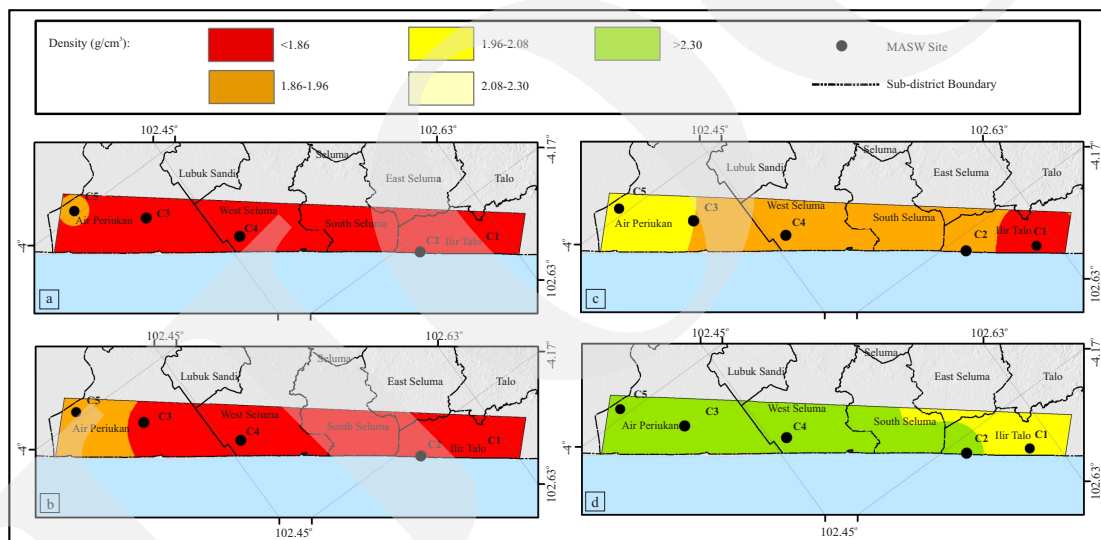 Density (g/cm³):
<1.86
1.96-2.08
>2.30
MASW Site
1.86-1.96
2.08-2.30
Sub-district Boundary
102.45°
102.63°
-4.17°
Seluma
Lubuk Sandi
East Seluma
Talo
C5
Air Periukan
C3
West Seluma
C4
South Seluma
C2
Ilir Talo
C1
-4°
102.63°
a
102.45°
102.63°
-4.17°
Seluma
Lubuk Sandi
East Seluma
Talo
C5
Air Periukan
C3
West Seluma
C4
South Seluma
C2
Ilir Talo
C1
-4°
102.63°
c
102.45°
102.63°
-4.17°
Seluma
Lubuk Sandi
East Seluma
Talo
C5
Air Periukan
C3
West Seluma
C4
South Seluma
C2
Ilir Talo
C1
-4°
102.63°
b
102.45°
102.45°
102.63°
-4.17°
Seluma
Lubuk Sandi
East Seluma
Talo
C5
Air Periukan
C3
West Seluma
C4
South Seluma
C2
Ilir Talo
C1
-4°
102.63°
d
102.45°